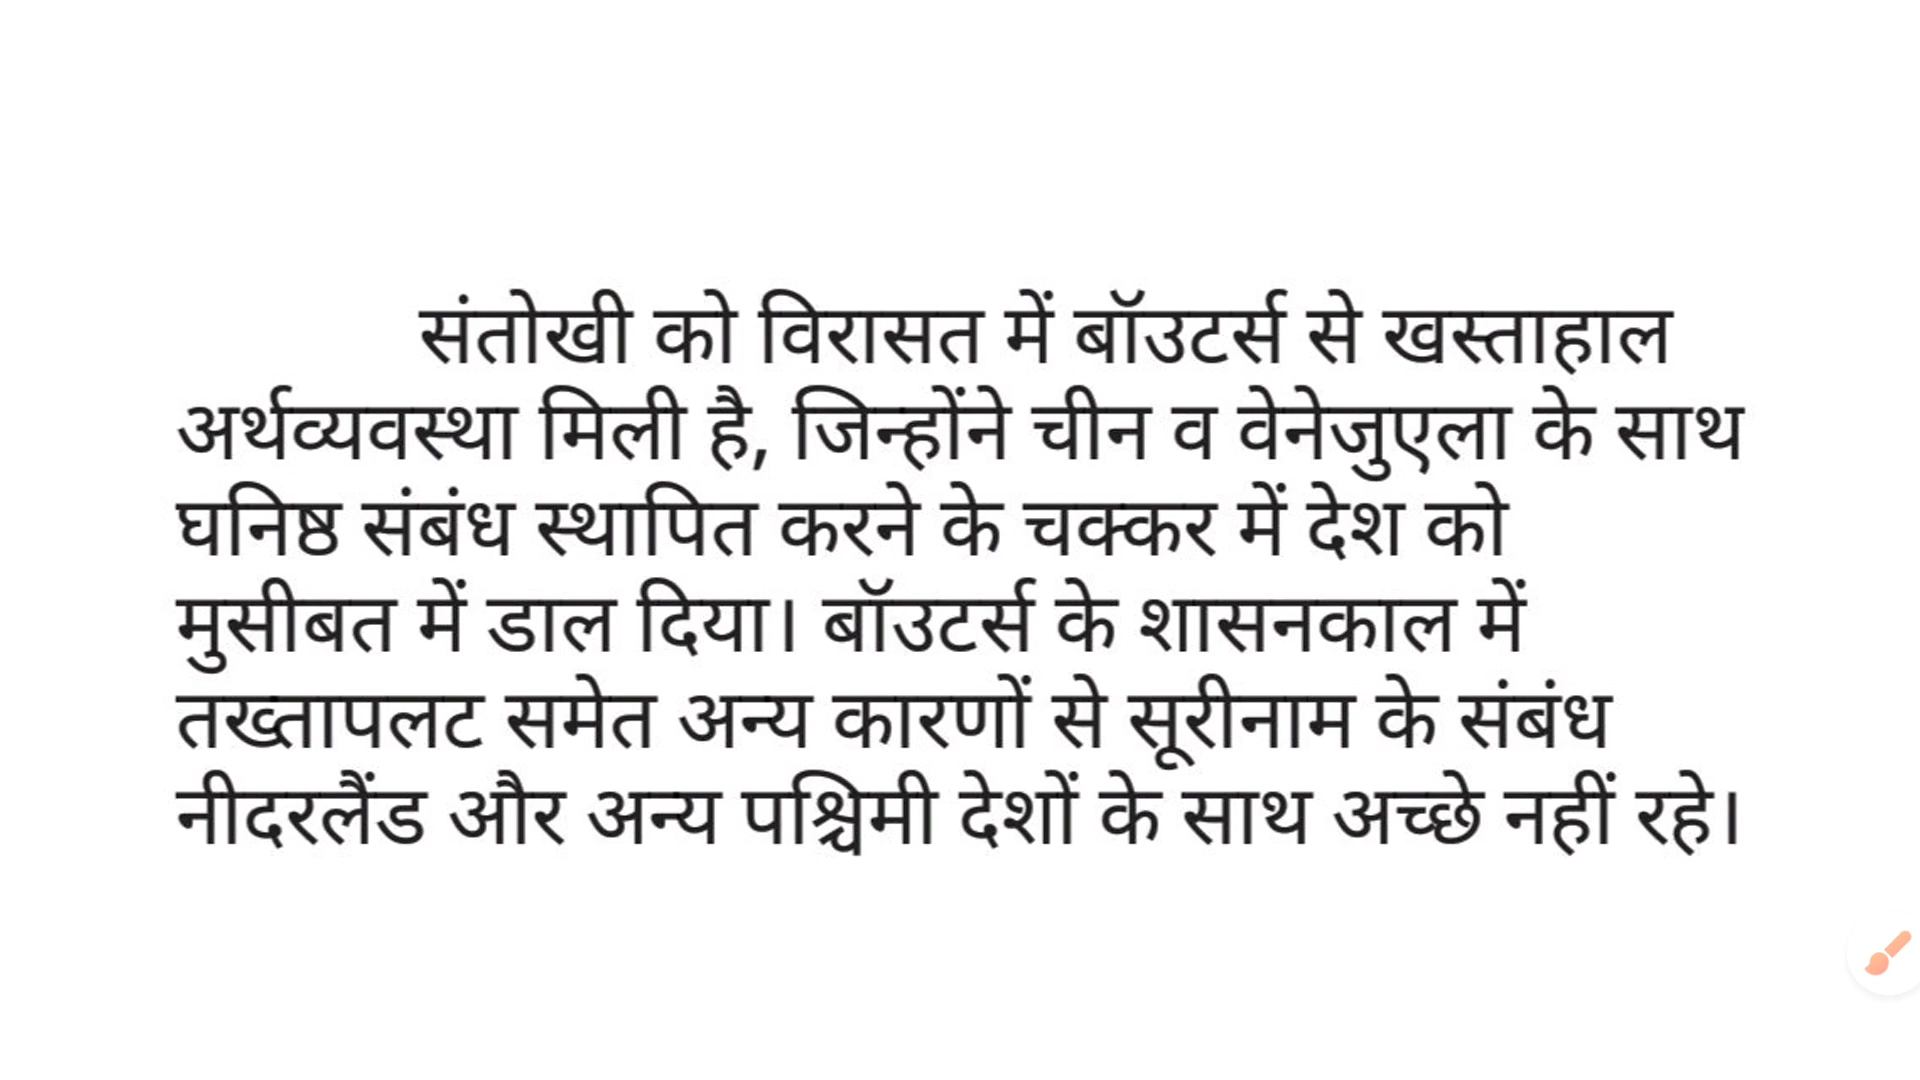 संतोखी को विरासत में बॉउटर्स से खस्ताहाल
अर्थव्यवस्था मिली है, जिन्होंने चीन व वेनेजुएला के साथ
घनिष्ठ संबंध स्थापित करने के चक्कर में देश को
मुसीबत में डाल दिया। बॉउटर्स के शासनकाल में
तख्तापलट समेत अन्य कारणों से सूरीनाम के संबंध
नीदरलैंड और अन्य पश्चिमी देशों के साथ अच्छे नहीं रहे।